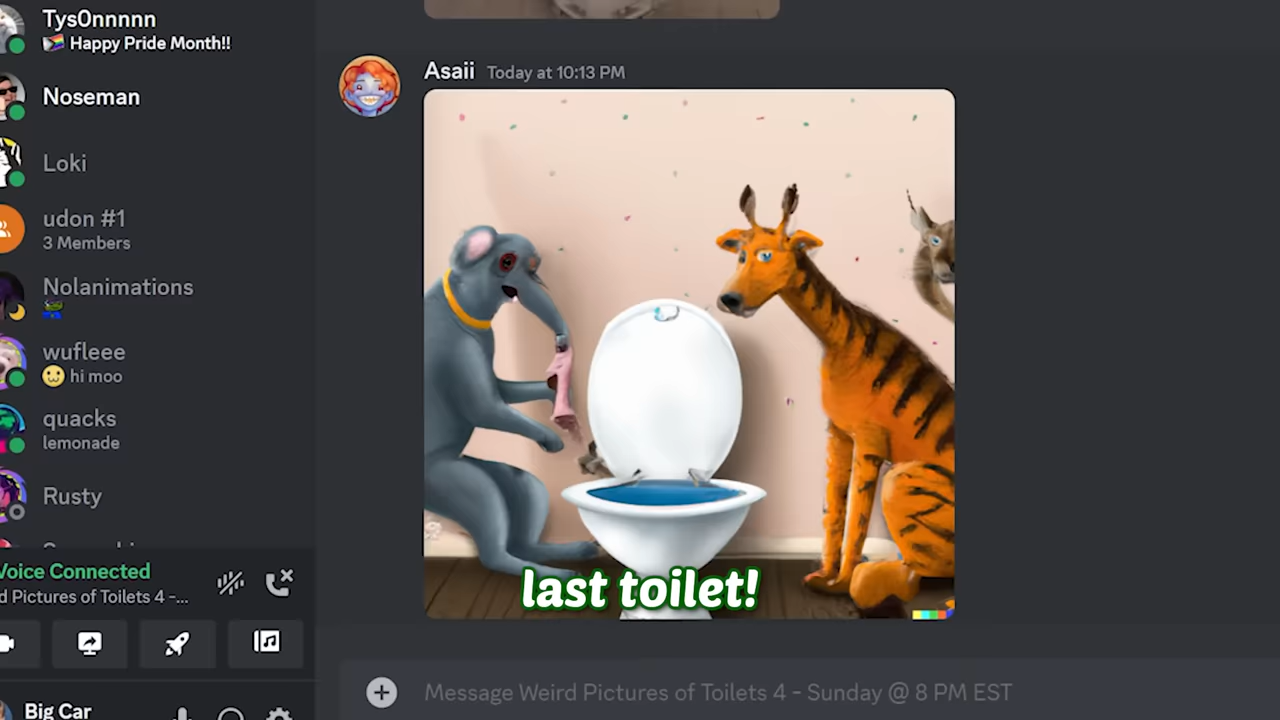 TysOnnnnn
Happy Pride Month!!
Noseman
Loki
udon #1
3 Members
Nolanimations
wufleee
hi moo
quacks
lemonade
Rusty
Voice Connected
d Pictures of Toilets 4 -...
Big Car
Asaii Today at 10:13 PM
last toilet!
Message Weird Pictures of Toilets 4 - Sunday @ 8 PM EST